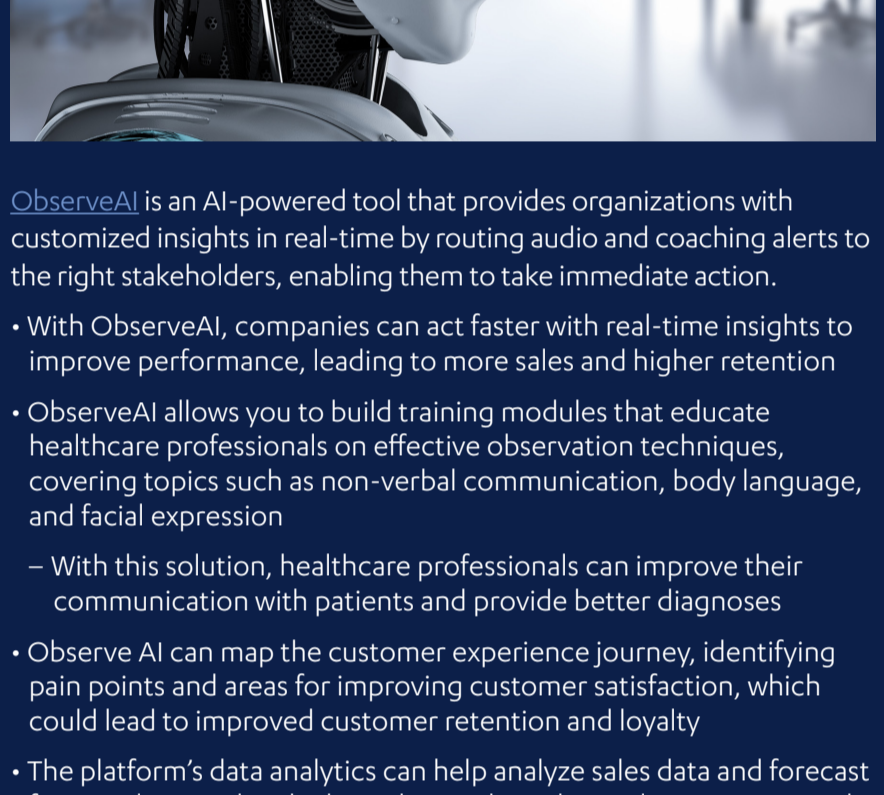 ObserveAI is an AI-powered tool that provides organizations with
customized insights in real-time by routing audio and coaching alerts to
the right stakeholders, enabling them to take immediate action.
• With ObserveAI, companies can act faster with real-time insights to
improve performance, leading to more sales and higher retention
• ObserveAI allows you to build training modules that educate
healthcare professionals on effective observation techniques,
covering topics such as non-verbal communication, body language,
and facial expression
– With this solution, healthcare professionals can improve their
communication with patients and provide better diagnoses
• Observe AI can map the customer experience journey, identifying
pain points and areas for improving customer satisfaction, which
could lead to improved customer retention and loyalty
• The platform’s data analytics can help analyze sales data and forecast